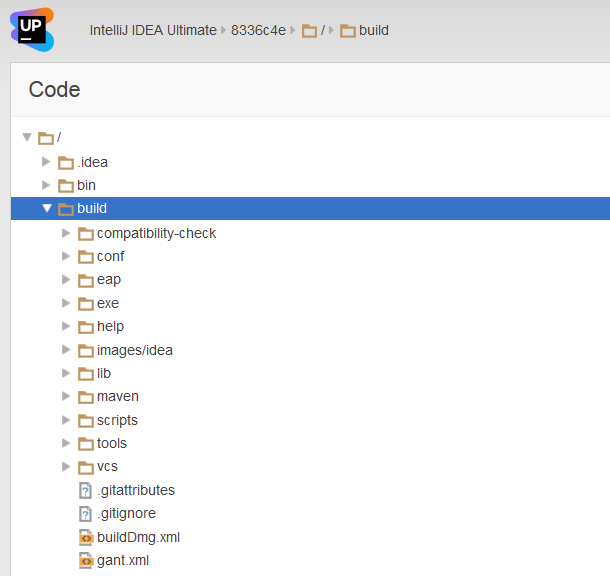 UP
IntelliJ IDEA Ultimate 8336c4e / build
Code
/
.idea
bin
build
compatibility-check
conf
eap
exe
help
images/idea
lib
maven
scripts
tools
vcs
.gitattributes
.gitignore
buildDmg.xml
gant.xml